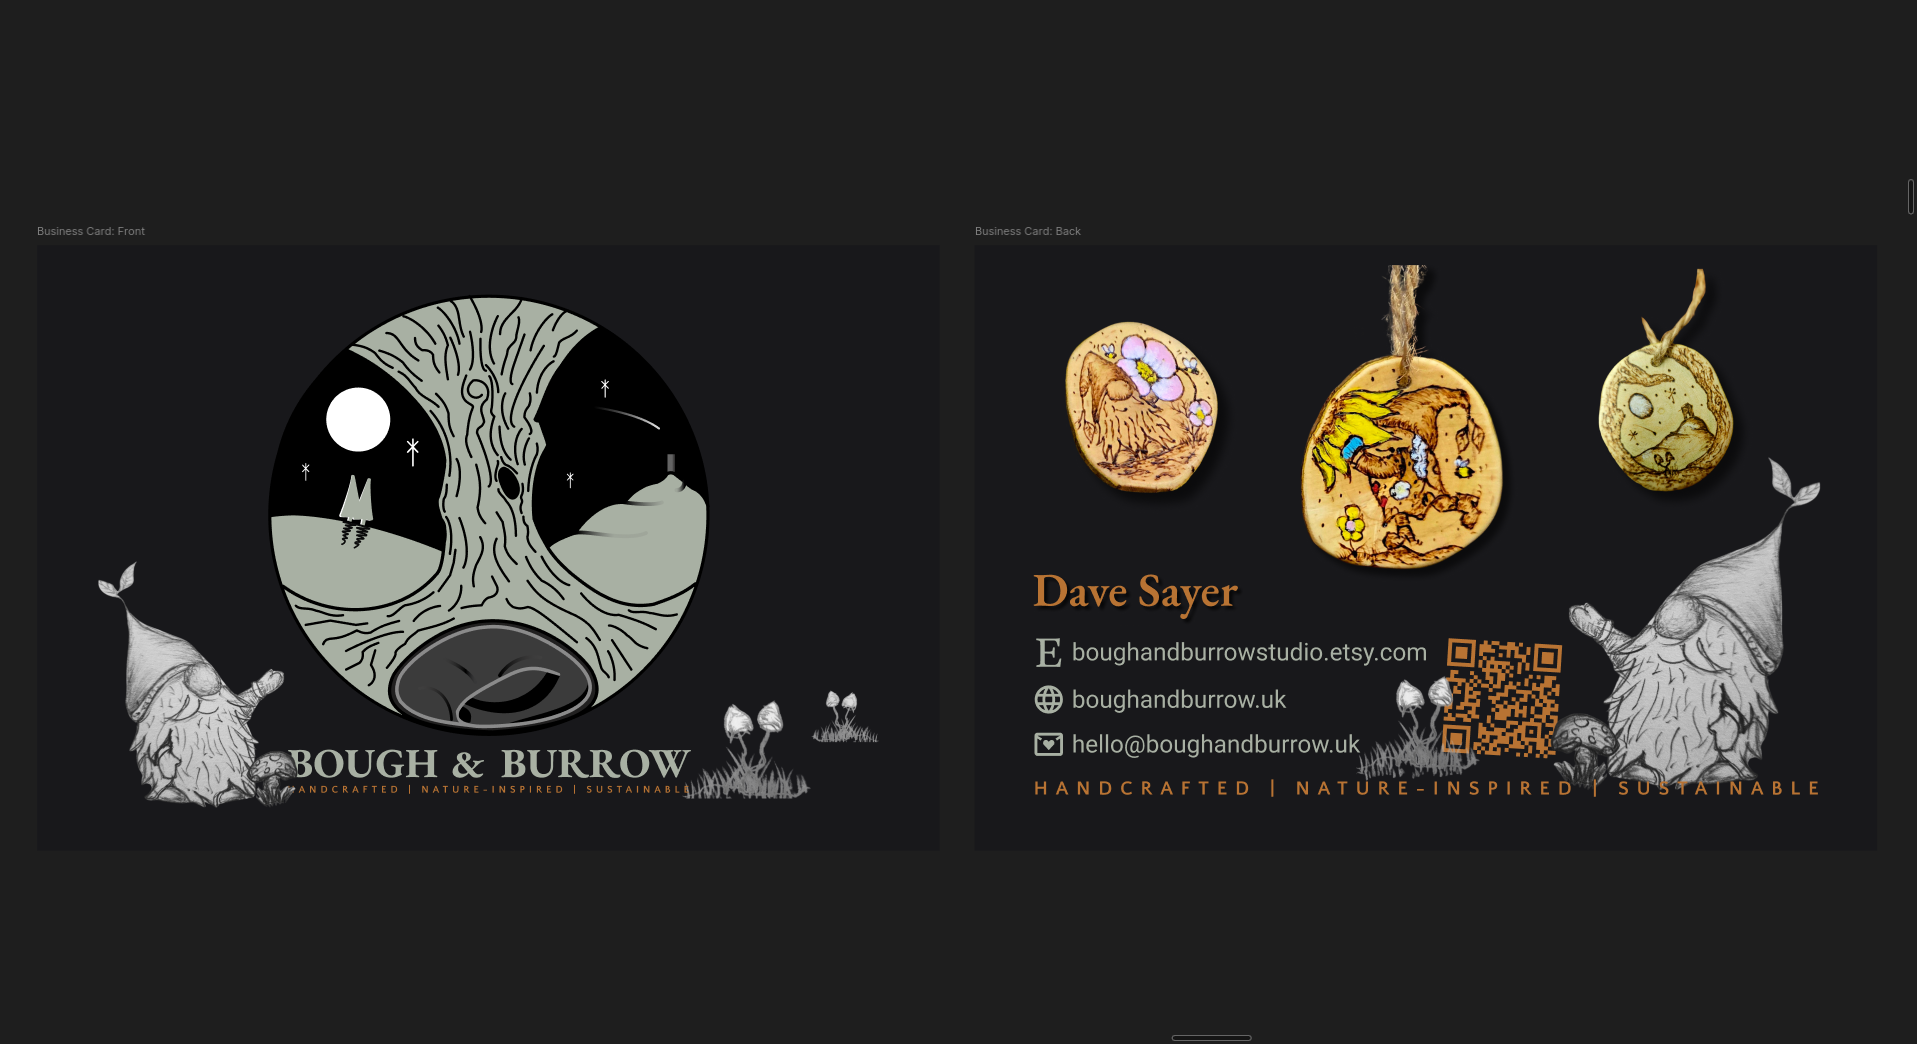 Business Card: Front
BOUGH & BURROW
HANDCRAFTED | NATURE-INSPIRED | SUSTAINABLE
Business Card: Back
Dave Sayer
E boughandburrowstudio.etsy.com
boughandburrow.uk
hello@boughandburrow.uk
HANDCRAFTED | NATURE-INSPIRED | SUSTAINABLE